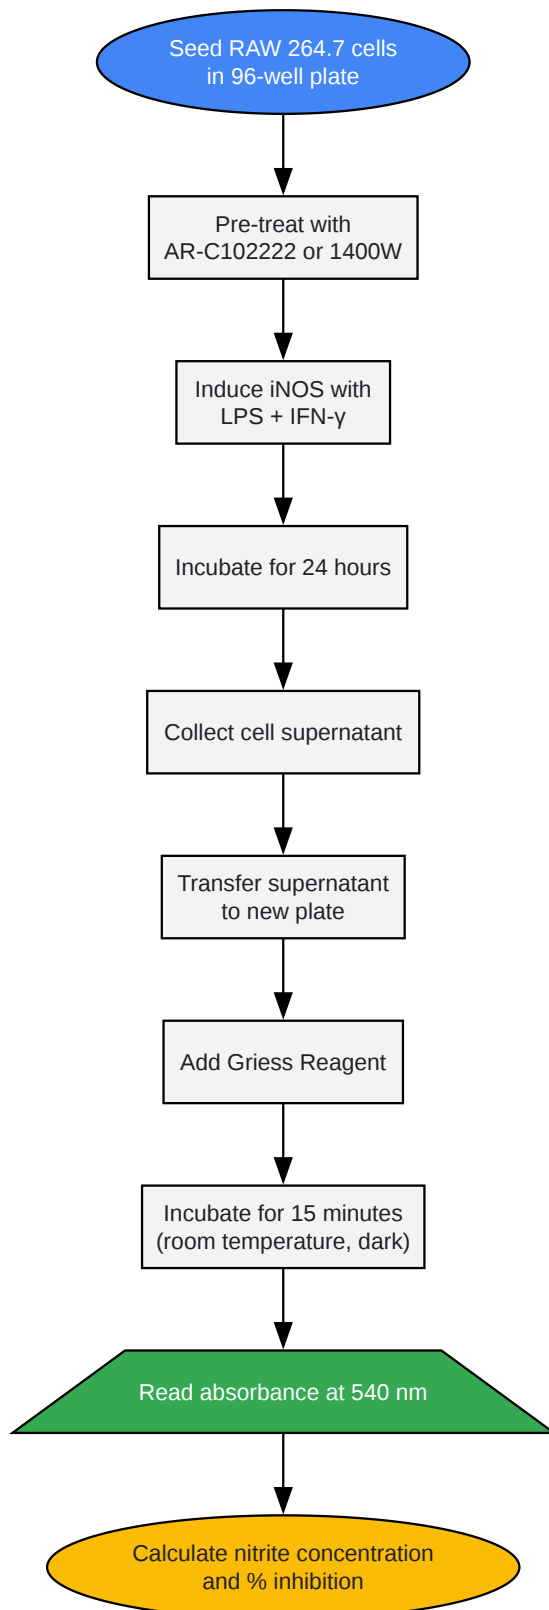 Seed RAW 264.7 cells
in 96-well plate
Pre-treat with
AR-C102222 or 1400W
Induce iNOS with
LPS + IFN-γ
Incubate for 24 hours
Collect cell supernatant
Transfer supernatant
to new plate
Add Griess Reagent
Incubate for 15 minutes
(room temperature, dark)
Read absorbance at 540 nm
Calculate nitrite concentration
and % inhibition